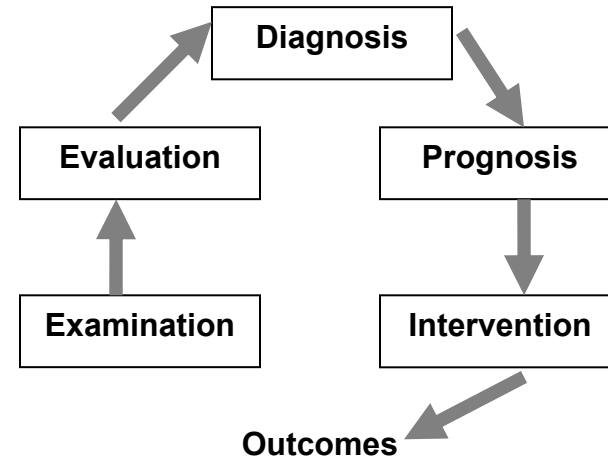 Diagnosis
Evaluation
Prognosis
Examination
Intervention
Outcomes